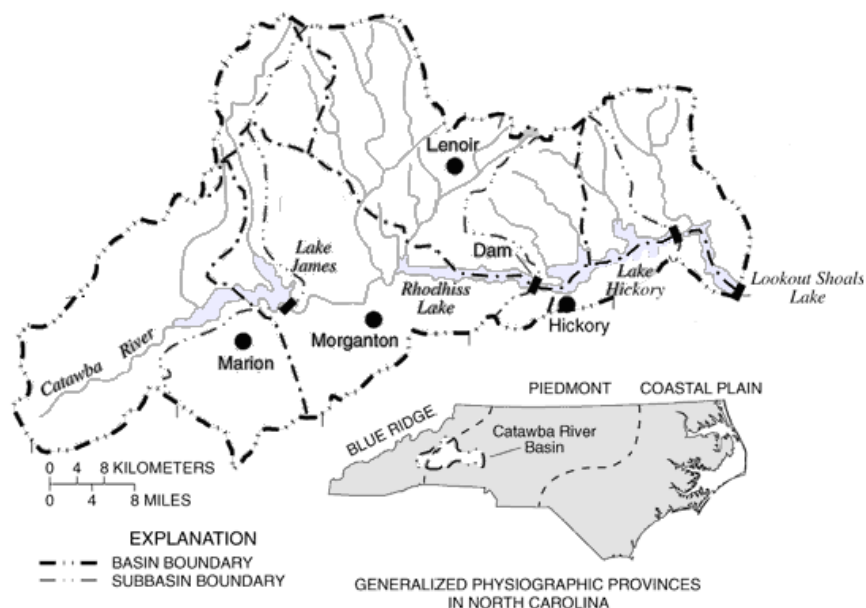 Lenoir
Lake
James
Dam
Rhodhiss
Lake
Lake
Hickory
Lookout Shoals
Lake
Hickory
Morganton
Marion
Catawba River
PIEDMONT
COASTAL PLAIN
BLUE RIDGE
Catawba River
Basin
0 4 8 KILOMETERS
0 4 8 MILES
EXPLANATION
BASIN BOUNDARY
SUBBASIN BOUNDARY
GENERALIZED PHYSIOGRAPHIC PROVINCES
IN NORTH CAROLINA